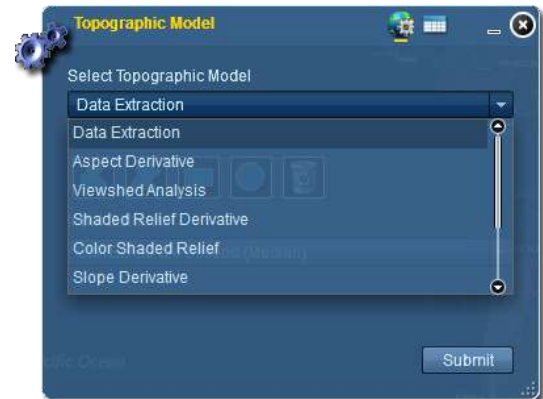 Topographic Model
Select Topographic Model
Data Extraction
Data Extraction
Aspect Derivative
Viewshed Analysis
Shaded Relief Derivative
Color Shaded Relief
(Median)
Slope Derivative
Submit